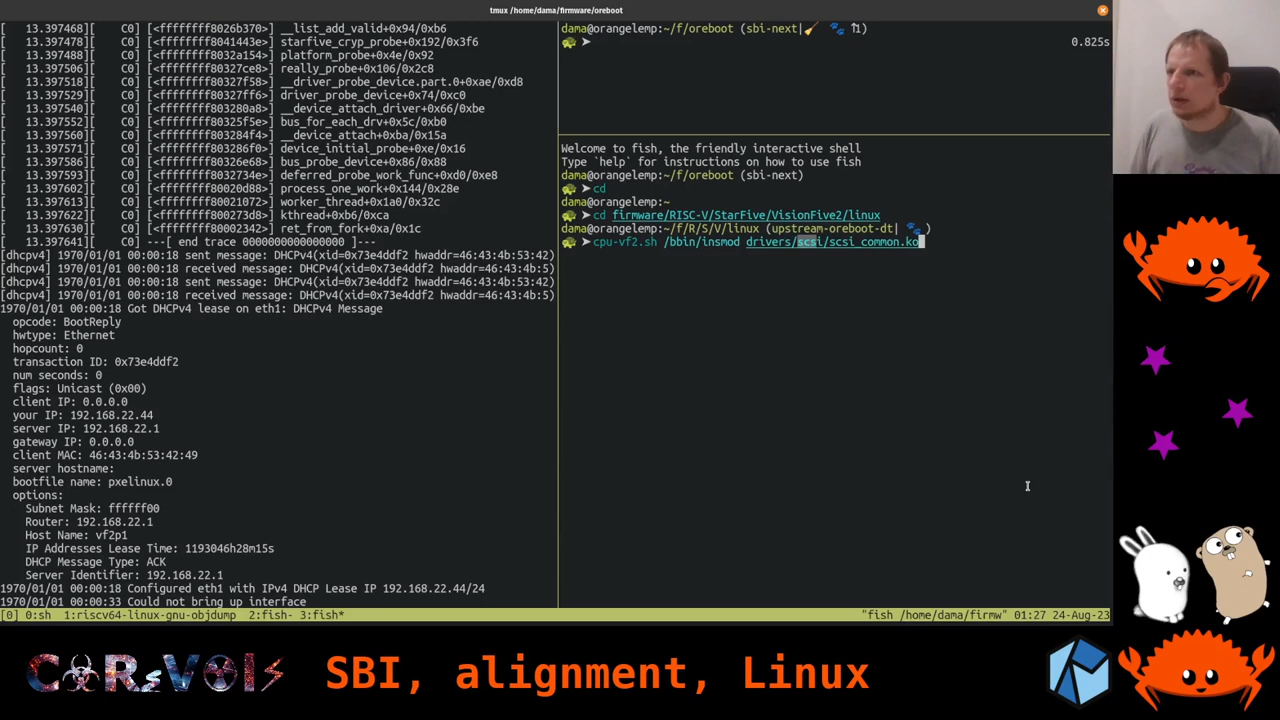 tmux /home/dama/firmware/oreboot
[   13.397468][    C0] [<ffffffff8026b370>] __list_add_valid+0x94/0xb6
[   13.397478][    C0] [<ffffffff8041443e>] starfive_cryp_probe+0x192/0x3f6
[   13.397488][    C0] [<ffffffff8032a154>] platform_probe+0x4e/0x92
[   13.397506][    C0] [<ffffffff80327ce8>] really_probe+0x106/0x2c8
[   13.397518][    C0] [<ffffffff80327f58>] __driver_probe_device.part.0+0xae/0xd8
[   13.397529][    C0] [<ffffffff80327ff6>] driver_probe_device+0x74/0xc0
[   13.397540][    C0] [<ffffffff803280a8>] __device_attach_driver+0x66/0xbe
[   13.397552][    C0] [<ffffffff80325f5e>] bus_for_each_drv+0x5c/0xb0
[   13.397560][    C0] [<ffffffff803284f4>] __device_attach+0xba/0x15a
[   13.397571][    C0] [<ffffffff803286f0>] device_initial_probe+0xe/0x16
[   13.397586][    C0] [<ffffffff80326e68>] bus_probe_device+0x86/0x88
[   13.397593][    C0] [<ffffffff8032734e>] deferred_probe_work_func+0xd0/0xe8
[   13.397602][    C0] [<ffffffff80020d88>] process_one_work+0x144/0x28e
[   13.397613][    C0] [<ffffffff80021072>] worker_thread+0x1a0/0x32c
[   13.397622][    C0] [<ffffffff800273d8>] kthread+0xb6/0xca
[   13.397630][    C0] [<ffffffff80002342>] ret_from_fork+0xa/0x1c
[   13.397641][    C0] ---[ end trace 0000000000000000 ]---
[dhcpv4] 1970/01/01 00:00:18 sent message: DHCPv4(xid=0x73e4ddf2 hwaddr=46:43:4b:53:42)
[dhcpv4] 1970/01/01 00:00:18 received message: DHCPv4(xid=0x73e4ddf2 hwaddr=46:43:4b:5)
[dhcpv4] 1970/01/01 00:00:18 sent message: DHCPv4(xid=0x73e4ddf2 hwaddr=46:43:4b:53:42)
[dhcpv4] 1970/01/01 00:00:18 received message: DHCPv4(xid=0x73e4ddf2 hwaddr=46:43:4b:5)
1970/01/01 00:00:18 Got DHCPv4 lease on eth1: DHCPv4 Message
opcode: BootReply
hwtype: Ethernet
hopcount: 0
transaction ID: 0x73e4ddf2
num seconds: 0
flags: Unicast (0x00)
client IP: 0.0.0.0
your IP: 192.168.22.44
server IP: 192.168.22.1
gateway IP: 0.0.0.0
client MAC: 46:43:4b:53:42:49
server hostname:
bootfile name: pxelinux.0
options:
Subnet Mask: ffffff00
Router: 192.168.22.1
Host Name: vf2p1
IP Addresses Lease Time: 1193046h28m15s
DHCP Message Type: ACK
Server Identifier: 192.168.22.1
1970/01/01 00:00:18 Configured eth1 with IPv4 DHCP Lease IP 192.168.22.44/24
1970/01/01 00:00:33 Could not bring up interface
dama@orangelemp:~/f/oreboot (sbi-next|🧹 🐾 ⇈1)
🐢 ➤ 0.825s
Welcome to fish, the friendly interactive shell
Type `help` for instructions on how to use fish
dama@orangelemp:~/f/oreboot (sbi-next)
🐢 ➤ cd
dama@orangelemp:~
🐢 ➤ cd firmware/RISC-V/StarFive/VisionFive2/linux
dama@orangelemp:~/f/R/S/V/linux (upstream-oreboot-dt| 🐾 )
🐢 ➤ cpu-vf2.sh /bbin/insmod drivers/scsi/scsi_common.ko
[0] 0:sh  1:riscv64-linux-gnu-objdump  2:fish- 3:fish* "fish /home/dama/firmw" 01:27 24-Aug-23
SBI, alignment, Linux